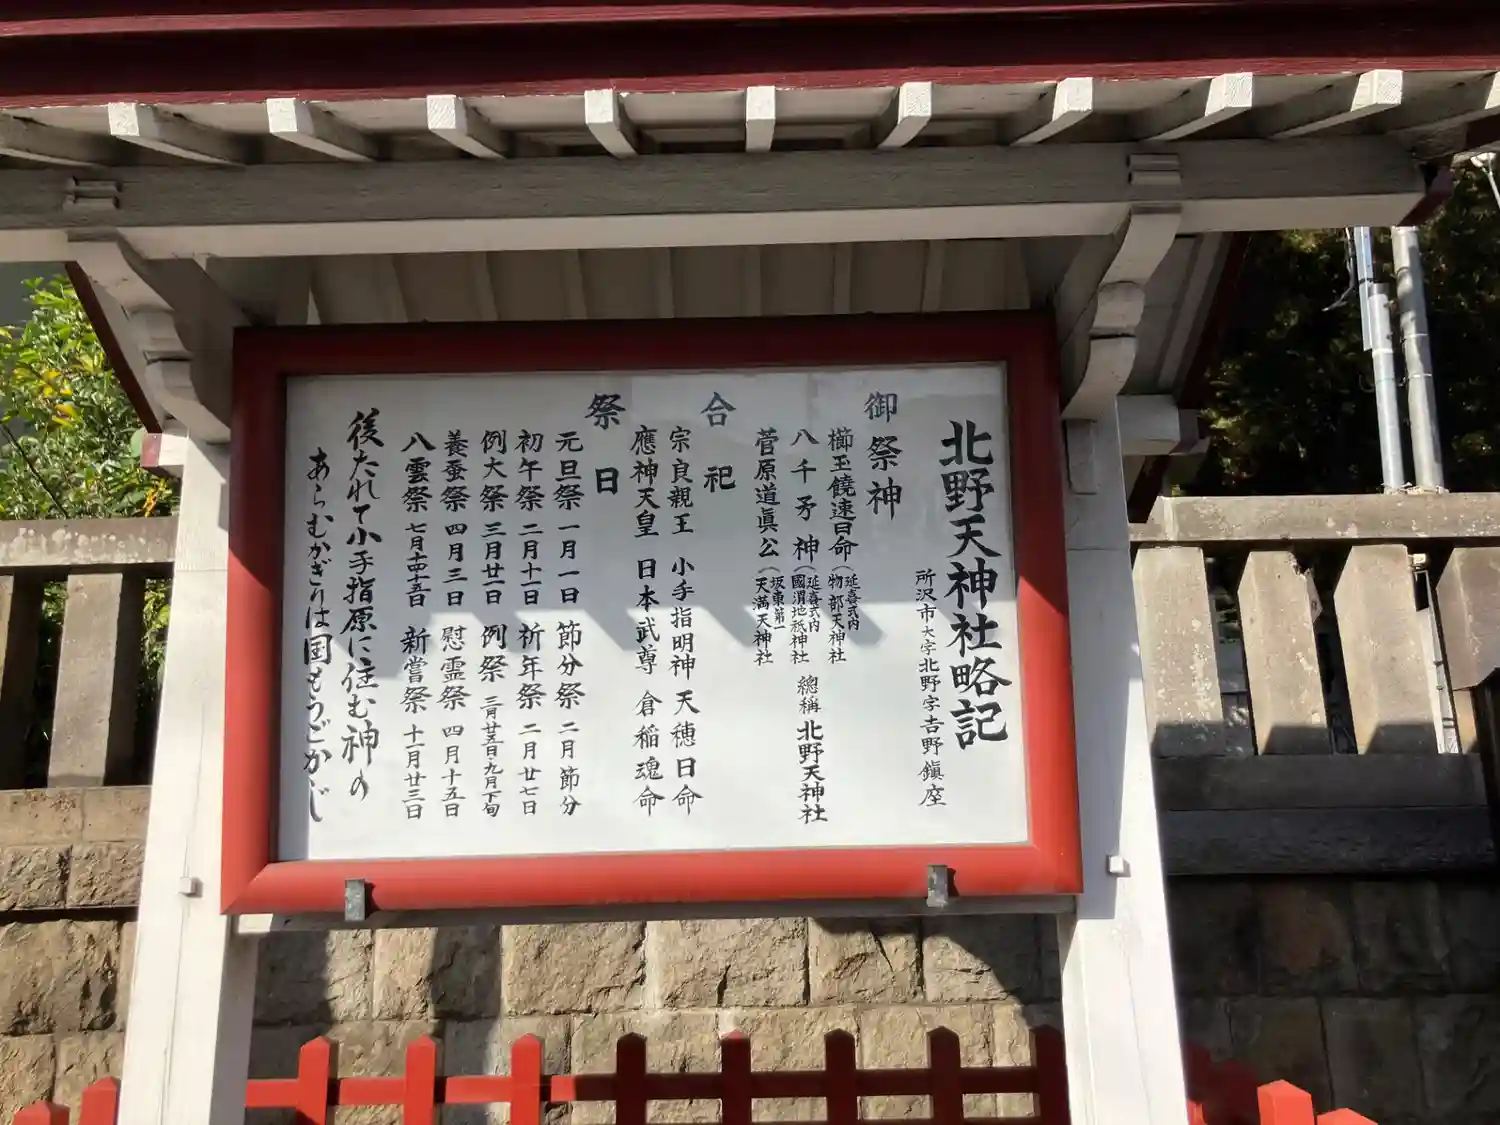 北野天神社略記
所沢市大字北野字𠮷野鎭座
御祭神
櫛玉饒速日命(延喜式内物部天神社
八千矛神(延喜式内國渭地祇神社
菅原道眞公(坂東第一天満天神社
總稱北野天神社
合祀
宗良親王 小手指明神 天穂日命
應神天皇 日本武尊 倉稲魂命
祭日
元旦祭 一月一日 節分祭 二月節分
初午祭 二月十一日 祈年祭 二月廿七日
例大祭 三月廿一日 例祭 三月廿五日・九月下旬
養蚕祭 四月三日 慰霊祭 四月十五日
八雲祭 七月十四十五日 新嘗祭 十一月廿三日
後たれて小手指原に住む神の
あらむかぎりは国もうごかじ